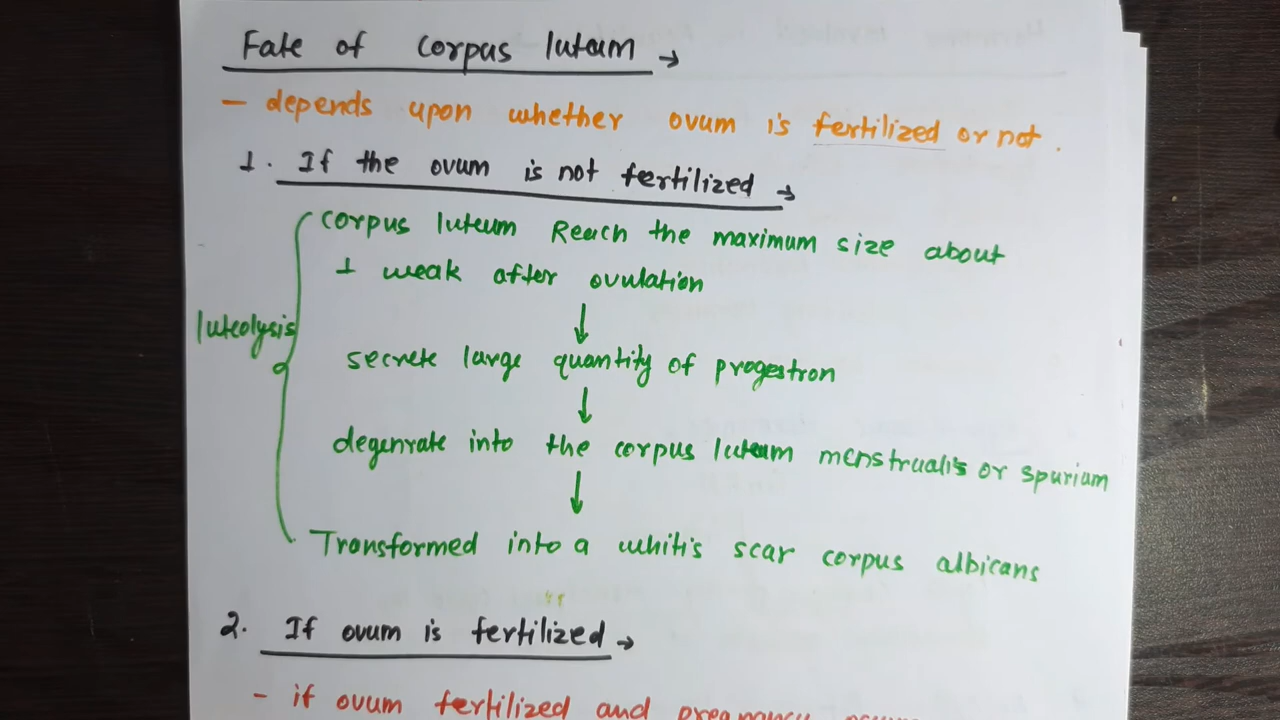 Fate of corpus luteum →
- depends upon whether ovum is fertilized or not.
1. If the ovum is not fertilized →
corpus luteum Reach the maximum size about
1 weak after ovulation
↓
luteolysis
secrete large quantity of progestron
↓
degenrate into the corpus luteum menstrualis or spurium
↓
Transformed into a whitis scar corpus albicans
2. If ovum is fertilized →
- if ovum fertilized and pregnancy